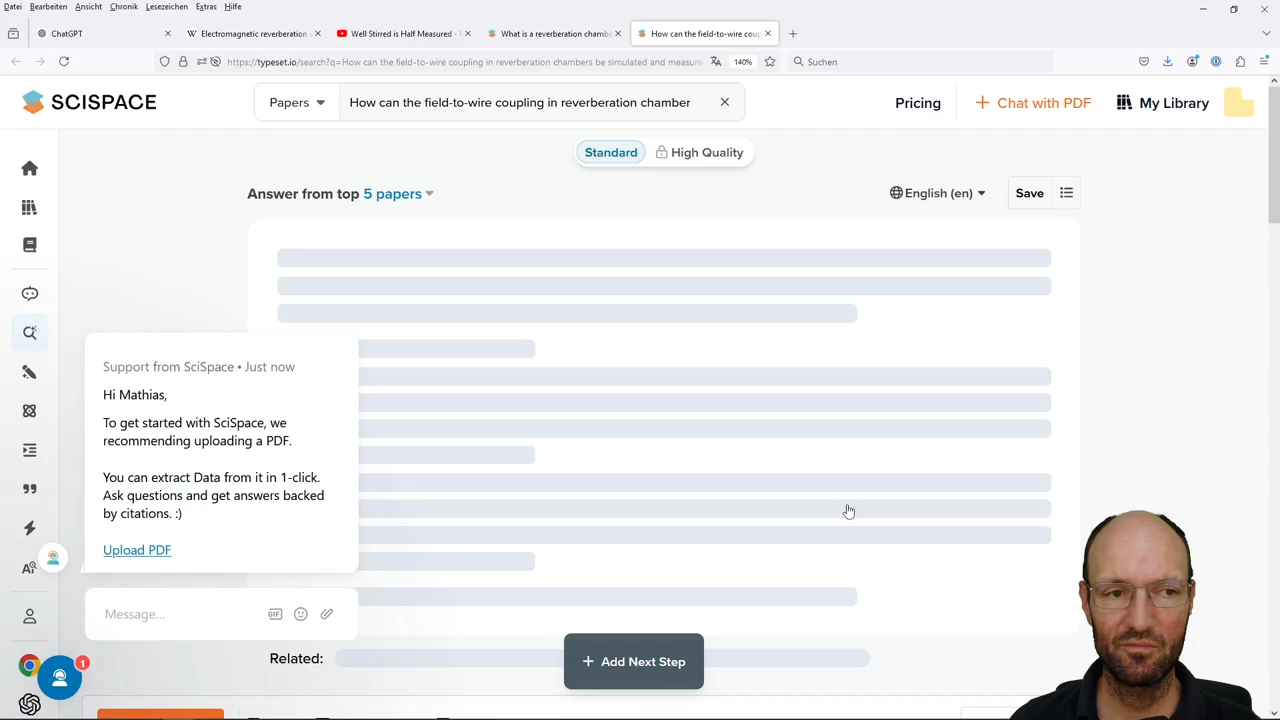 Datei Bearbeiten Ansicht Chronik Lesezeichen Extras Hilfe
ChatGPT
Electromagnetic reverberation
Well Stirred is Half Measured -
What is a reverberation chambe
How can the field-to-wire coup
https://typeset.io/search?q=How can the field-to-wire coupling in reverberation chambers be simulated and measure
140%
Suchen
SCISPACE
Papers
How can the field-to-wire coupling in reverberation chamber
Pricing
Chat with PDF
My Library
Standard
High Quality
Answer from top 5 papers
English (en)
Save
Support from SciSpace • Just now
Hi Mathias,
To get started with SciSpace, we
recommending uploading a PDF.
You can extract Data from it in 1-click.
Ask questions and get answers backed
by citations. :)
Upload PDF
Message...
GIF
Related:
+ Add Next Step
1